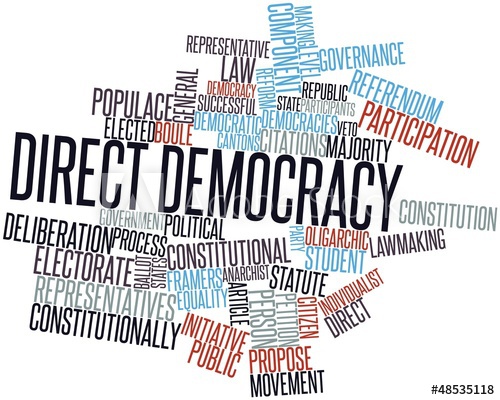 REPRESENTATIVE
COMPONENT
MAKING
LEVEL
GOVERNANCE
LAW
REFORM
REPUBLIC
REFERENDUM
GENERAL
DEMOCRACY
SUCCESSFUL
STATE
PARTICIPANTS
POPULACE
PARTICIPATION
ELECTED
BOULE
DEMOCRATIC
DEMOCRACIES
VETO
CANTONS
CITATIONS
MAJORITY
DIRECT DEMOCRACY
CONSTITUTION
GOVERNMENT
POLITICAL
DELIBERATION
PROCESS
PARTY
OLIGARCHIC
LAWMAKING
CONSTITUTIONAL
STUDENT
ELECTORATE
BALLOT
STATES
FRAMERS
ANARCHIST
STATUTE
REPRESENTATIVES
EQUALITY
ARTICLE
INDIVIDUALIST
CONSTITUTIONALLY
INITIATIVE
PERSON
PETITION
CITIZEN
DIRECT
PUBLIC
PROPOSE
MOVEMENT
#48535118